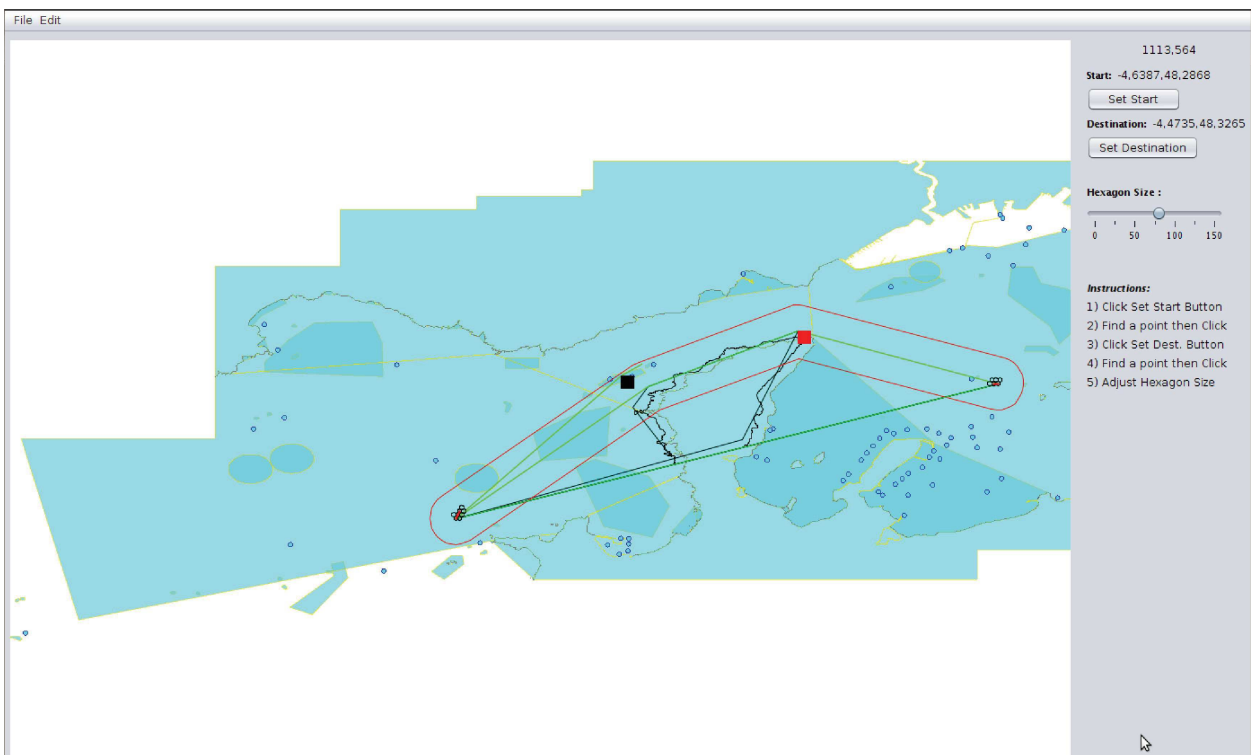 File Edit
1113,564
Start: -4,6387,48,2868
Set Start
Destination: -4,4735,48,3265
Set Destination
Hexagon Size :
0 50 100 150
Instructions:
1) Click Set Start Button
2) Find a point then Click
3) Click Set Dest. Button
4) Find a point then Click
5) Adjust Hexagon Size